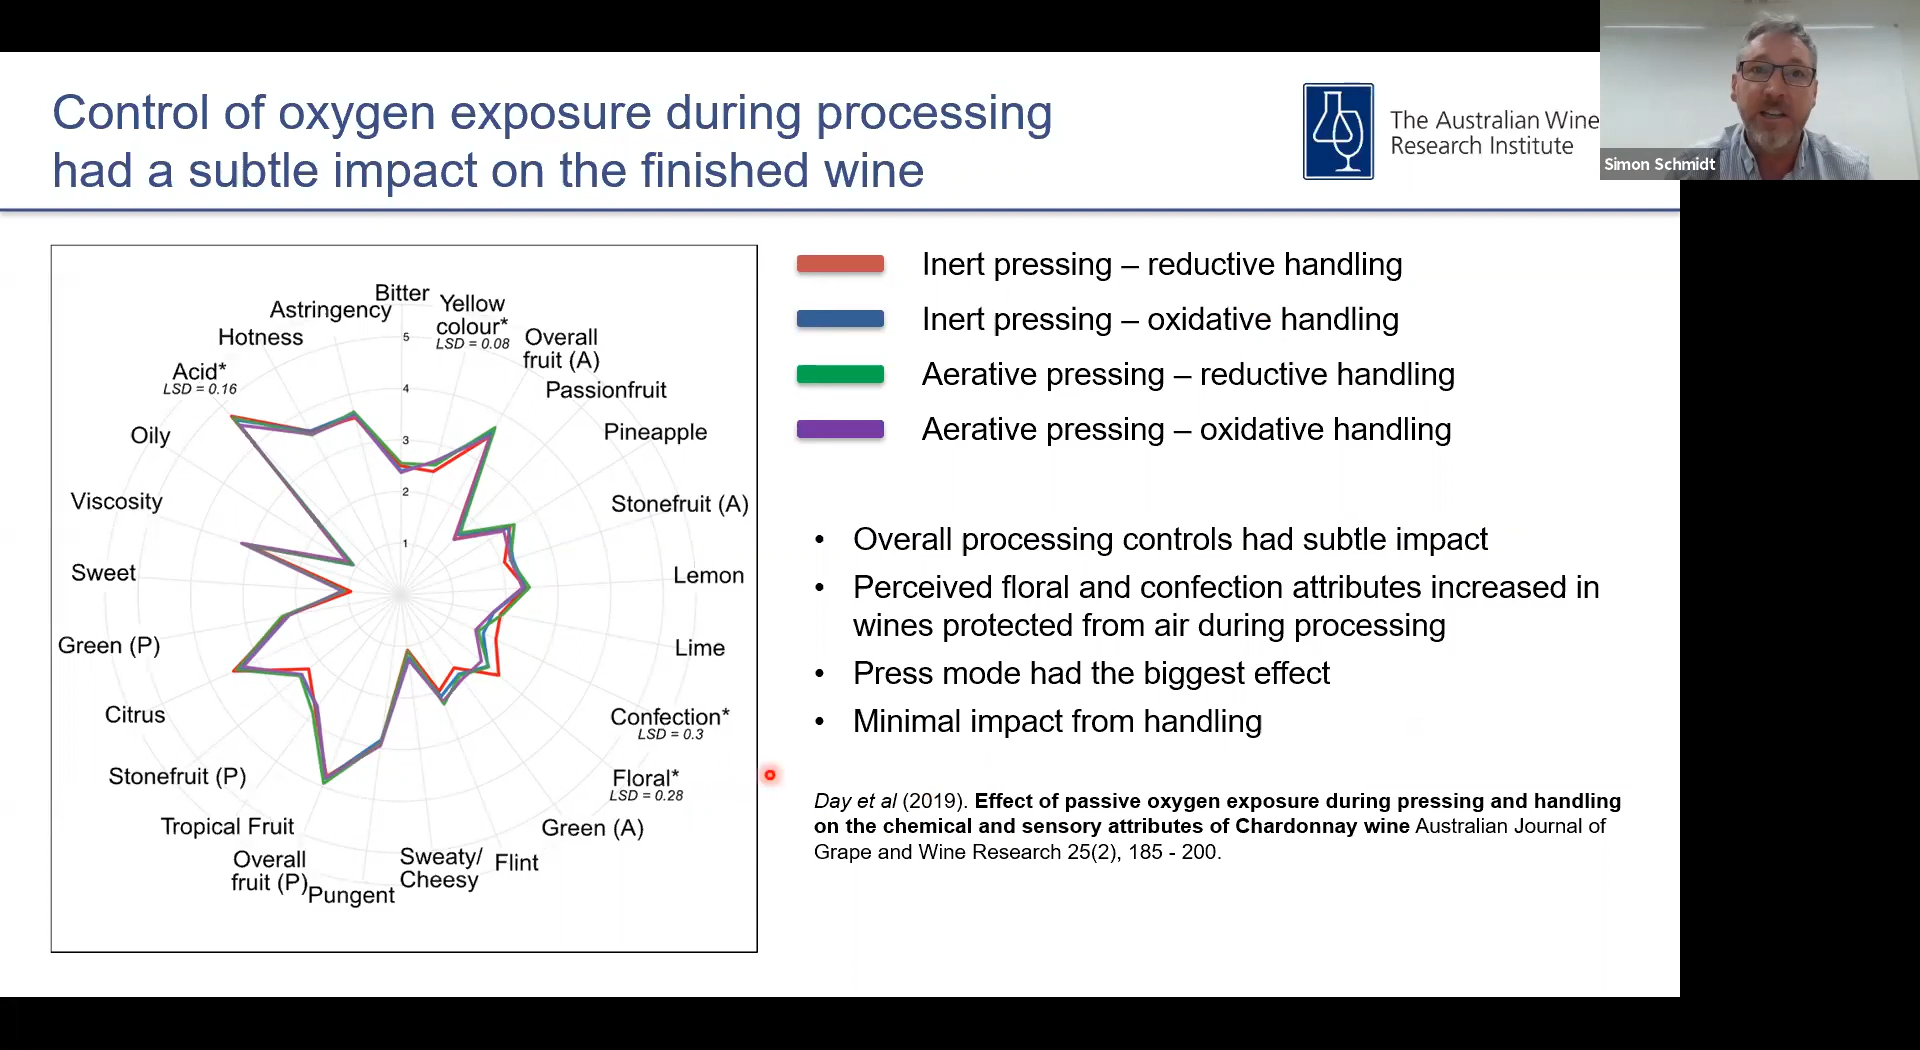 Control of oxygen exposure during processing
had a subtle impact on the finished wine
The Australian Wine
Research Institute
Simon Schmidt
Bitter
Yellow
colour*
LSD = 0.08
Overall
fruit (A)
Passionfruit
Pineapple
Stonefruit (A)
Lemon
Lime
Confection*
LSD = 0.3
Floral*
LSD = 0.28
Green (A)
Flint
Sweaty/
Cheesy
Pungent
Overall
fruit (P)
Tropical Fruit
Stonefruit (P)
Citrus
Green (P)
Sweet
Viscosity
Oily
Acid*
LSD = 0.16
Hotness
Astringency
5
4
3
2
1
Inert pressing – reductive handling
Inert pressing – oxidative handling
Aerative pressing – reductive handling
Aerative pressing – oxidative handling
• Overall processing controls had subtle impact
• Perceived floral and confection attributes increased in
wines protected from air during processing
• Press mode had the biggest effect
• Minimal impact from handling
Day et al (2019). Effect of passive oxygen exposure during pressing and handling
on the chemical and sensory attributes of Chardonnay wine Australian Journal of
Grape and Wine Research 25(2), 185 - 200.